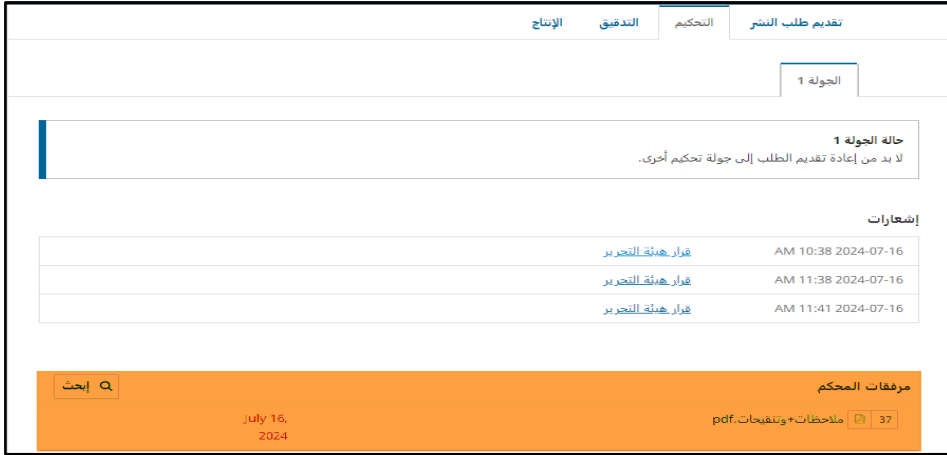 تقديم طلب النشر التحكيم التدقيق الإنتاج
الجولة 1
حالة الجولة 1
لا بد من إعادة تقديم الطلب إلى جولة تحكيم أخرى.
إشعارات
AM 10:38 2024-07-16 قرار هيئة التحرير
AM 11:38 2024-07-16 قرار هيئة التحرير
AM 11:41 2024-07-16 قرار هيئة التحرير
مرفقات المحكم إبحث
37 ملاحظات+وتنقيحات.pdf July 16,
2024